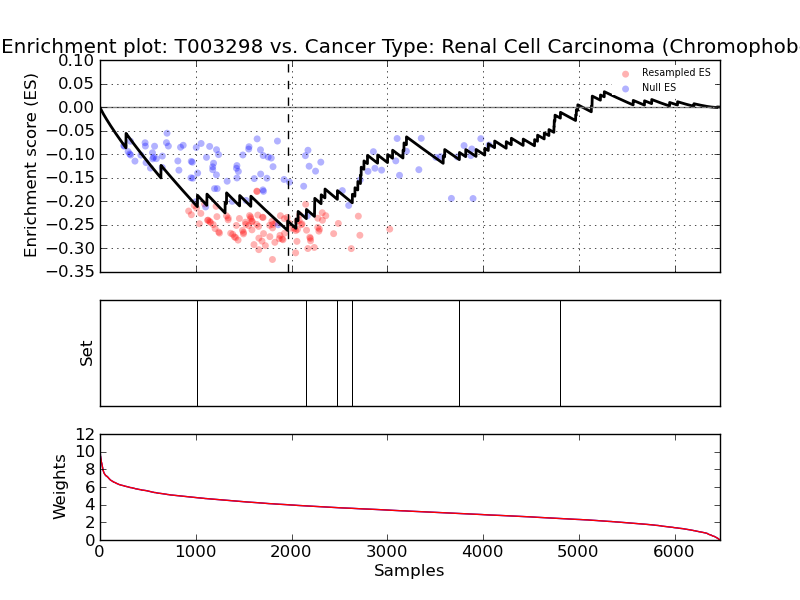 Enrichment plot: T003298 vs. Cancer Type: Renal Cell Carcinoma (Chromophob
0.10
0.05
0.00
−0.05
−0.10
−0.15
−0.20
−0.25
−0.30
−0.35
Enrichment score (ES)
Resampled ES
Null ES
Set
12
10
8
6
4
2
0
Weights
0 1000 2000 3000 4000 5000 6000
Samples